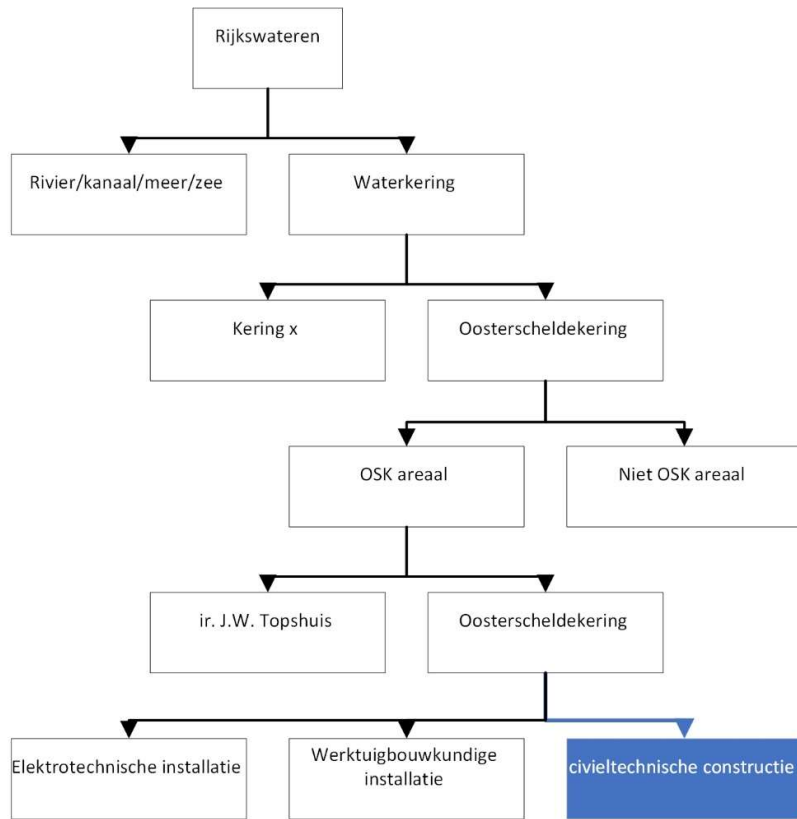 Rijkswateren
Rivier/kanaal/meer/zee
Waterkering
Kering x
Oosterscheldekering
OSK areaal
Niet OSK areaal
ir. J.W. Topshuis
Oosterscheldekering
Elektrotechnische installatie
Werktuigbouwkundige
installatie
civieltechnische constructie